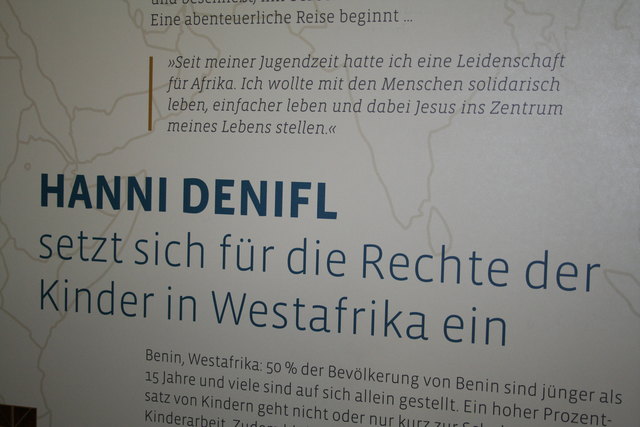 Eine abenteuerliche Reise beginnt ...
»Seit meiner Jugendzeit hatte ich eine Leidenschaft
für Afrika. Ich wollte mit den Menschen solidarisch
leben, einfacher leben und dabei Jesus ins Zentrum
meines Lebens stellen.«
HANNI DENIFL
setzt sich für die Rechte der
Kinder in Westafrika ein
Benin, Westafrika: 50 % der Bevölkerung von Benin sind jünger als
15 Jahre und viele sind auf sich allein gestellt. Ein hoher Prozent-
satz von Kindern geht nicht oder nur kurz zur
Kinderarbeit.